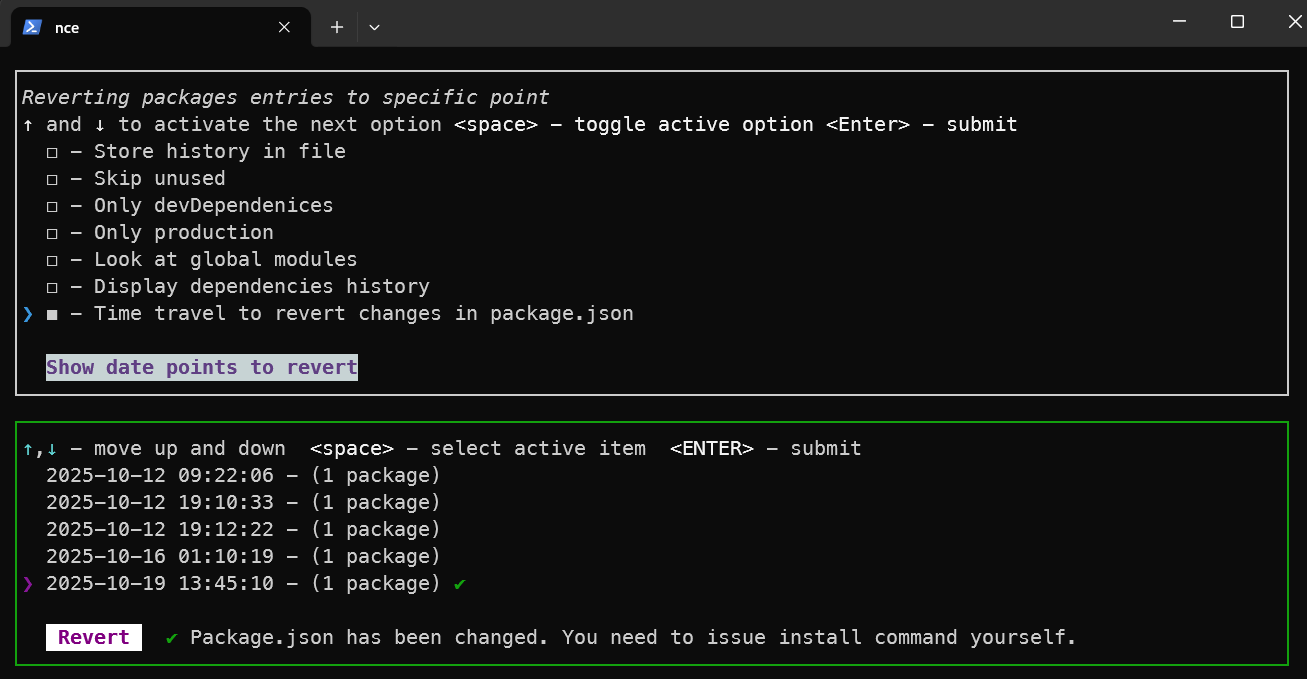 nce
Reverting packages entries to specific point
↑ and ↓ to activate the next option <space> - toggle active option <Enter> - submit
□ - Store history in file
□ - Skip unused
□ - Only devDependenices
□ - Only production
□ - Look at global modules
□ - Display dependencies history
❯ ■ - Time travel to revert changes in package.json
Show date points to revert
↑,↓ - move up and down <space> - select active item <ENTER> - submit
2025-10-12 09:22:06 - (1 package)
2025-10-12 19:10:33 - (1 package)
2025-10-12 19:12:22 - (1 package)
2025-10-16 01:10:19 - (1 package)
❯ 2025-10-19 13:45:10 - (1 package) ✔
Revert ✔ Package.json has been changed. You need to issue install command yourself.